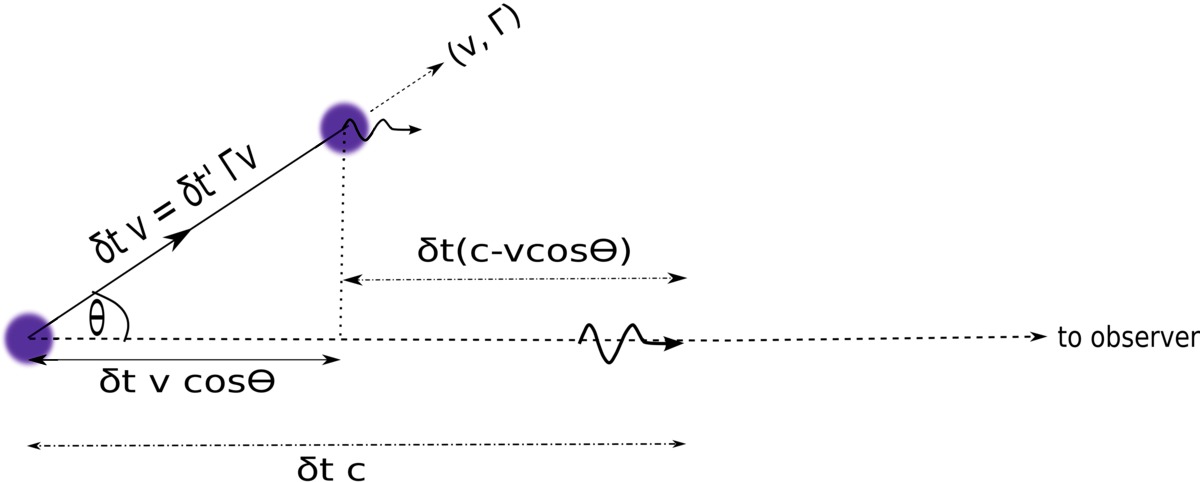 (v, Γ)
δt v = δt' Γv
δt(c-vcosΘ)
θ
to observer
δt v cosΘ
δt c